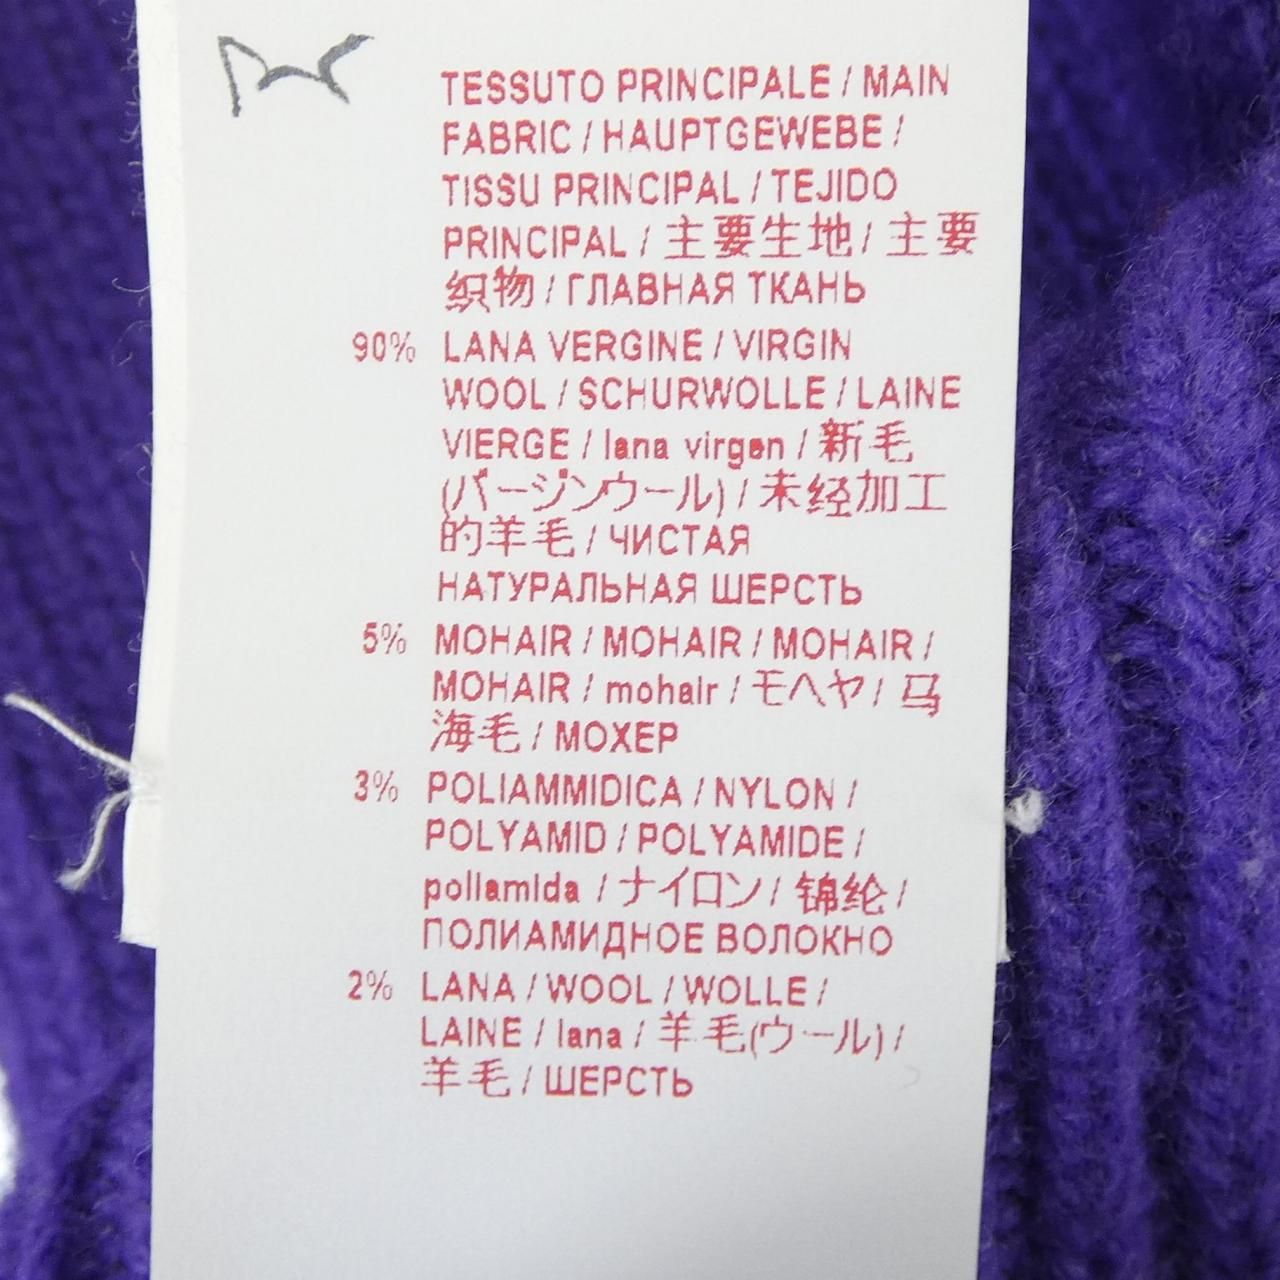 TESSUTO PRINCIPALE / MAIN
FABRIC / HAUPTGEWEBE /
TISSU PRINCIPAL / TEJIDO
PRINCIPAL / 主要生地 / 主要
织物 / ГЛАВНАЯ ТКАНЬ
90% LANA VERGINE / VIRGIN
WOOL / SCHURWOLLE / LAINE
VIERGE / lana virgen / 新毛
(バージンウール) / 未经加工
的羊毛 / ЧИСТАЯ
НАТУРАЛЬНАЯ ШЕРСТЬ
5% MOHAIR / MOHAIR / MOHAIR /
MOHAIR / mohair / モヘヤ / 马
海毛 / МОХЕР
3% POLIAMMIDICA / NYLON /
POLYAMID / POLYAMIDE /
poliamida / ナイロン / 锦纶 /
ПОЛИАМИДНОЕ ВОЛОКНО
2% LANA / WOOL / WOLLE /
LAINE / lana / 羊毛(ウール) /
羊毛 / ШЕРСТЬ